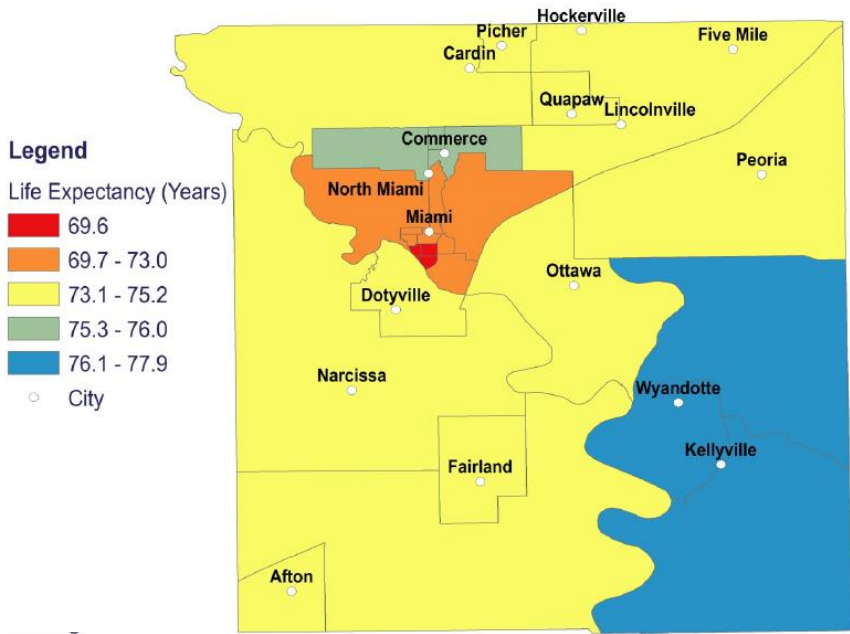 Hockerville
Picher
Five Mile
Cardin
Quapaw
Lincolnville
Legend
Commerce
Peoria
Life Expectancy (Years)
North Miami
69.6
Miami
69.7 - 73.0
73.1 - 75.2
Ottawa
Dotyville
75.3 - 76.0
76.1 - 77.9
Narcissa
Wyandotte
City
Kellyville
Fairland
Afton